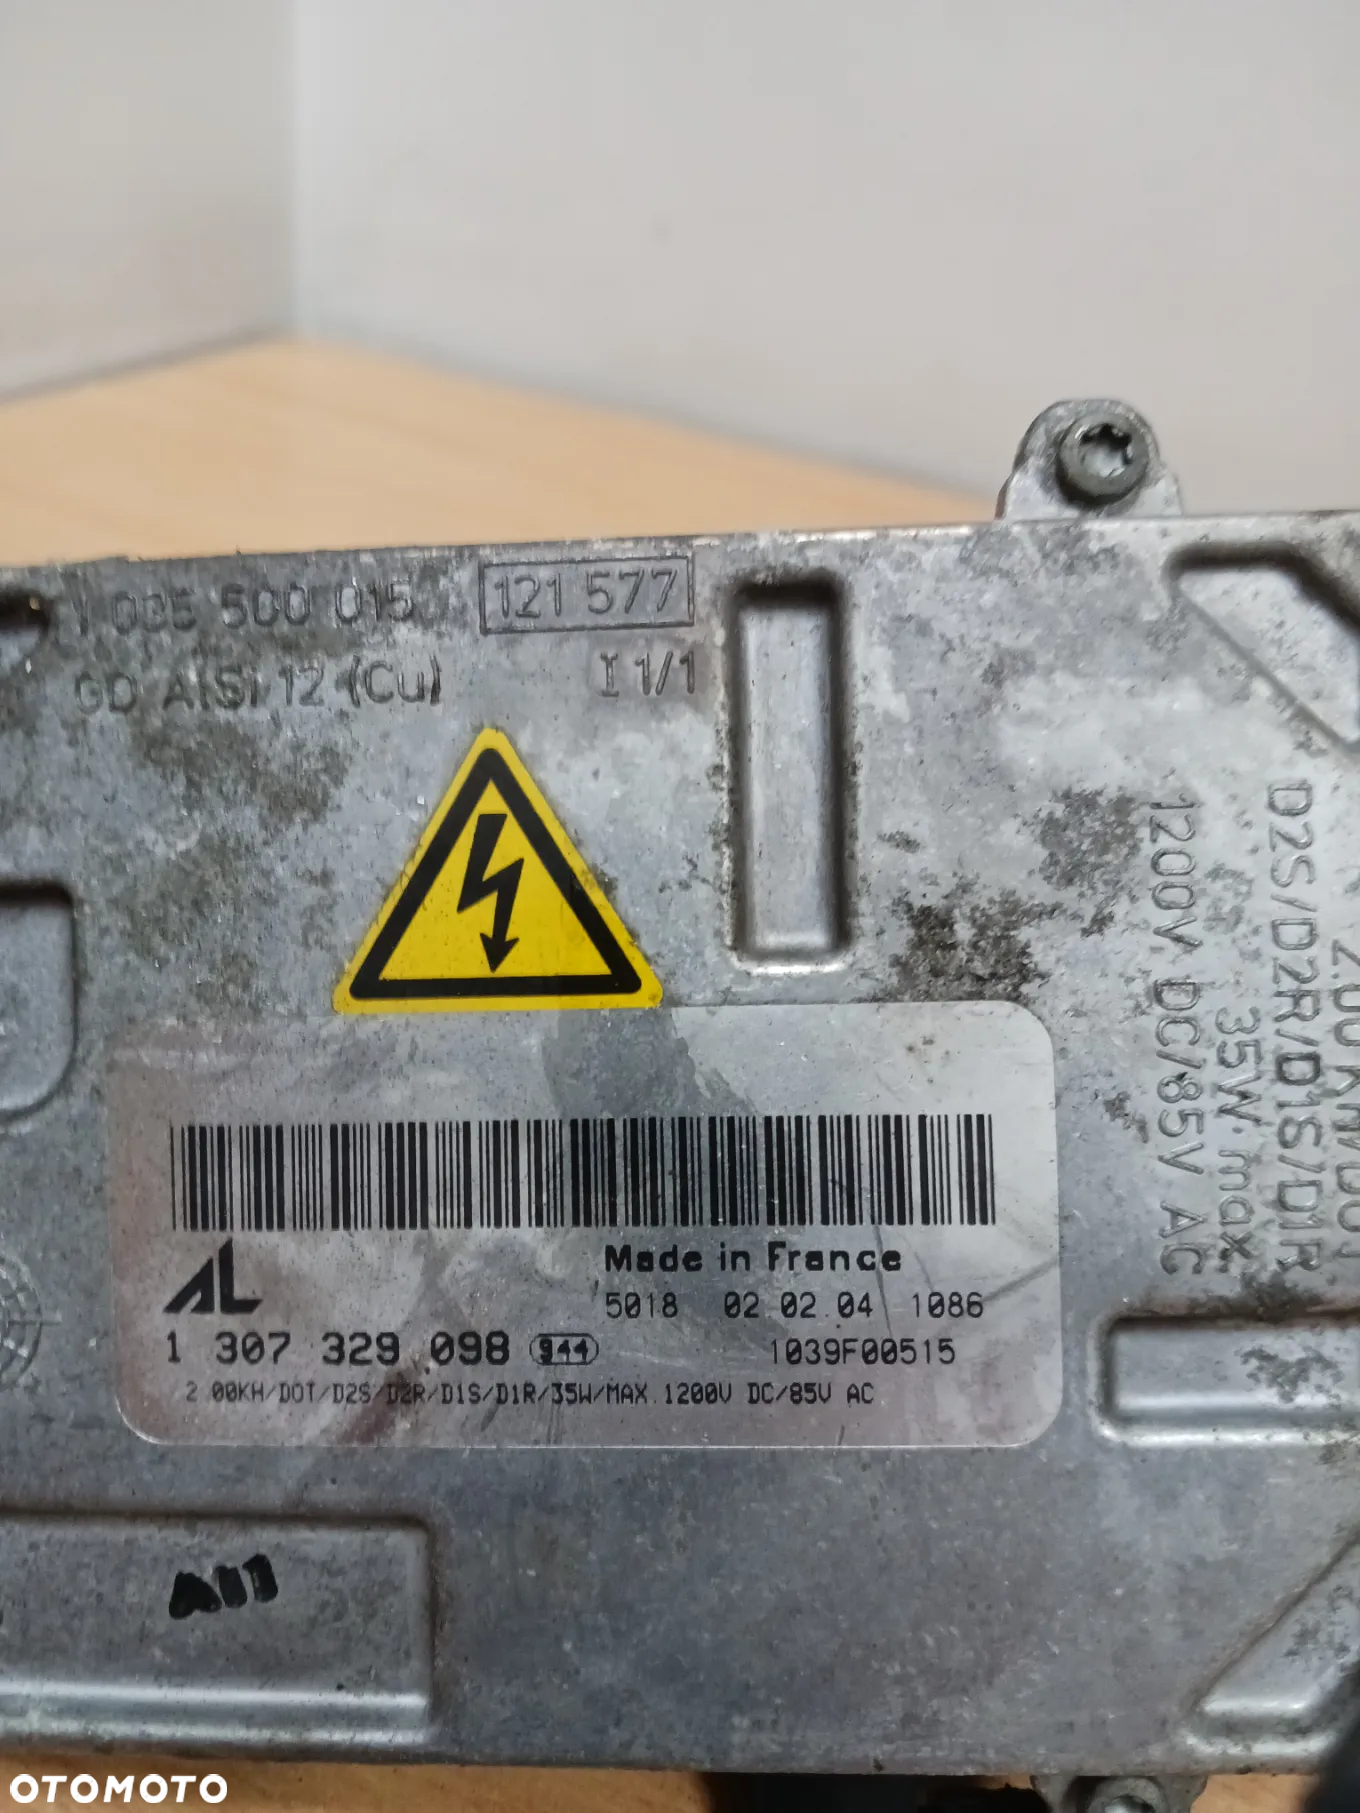 1 035 500 015 121 577
GD AlSi 12 (Cu) I 1/1
2.00 KH/DOT
D2S/D2R/D1S/D1R
35W max
1200V DC/85V AC
Made in France
AL 5018 02.02.04 1086
1 307 329 098 944 1039F00515
2.00KH/DOT/D2S/D2R/D1S/D1R/35W/MAX.1200V DC/85V AC
A11
OTOMOTO